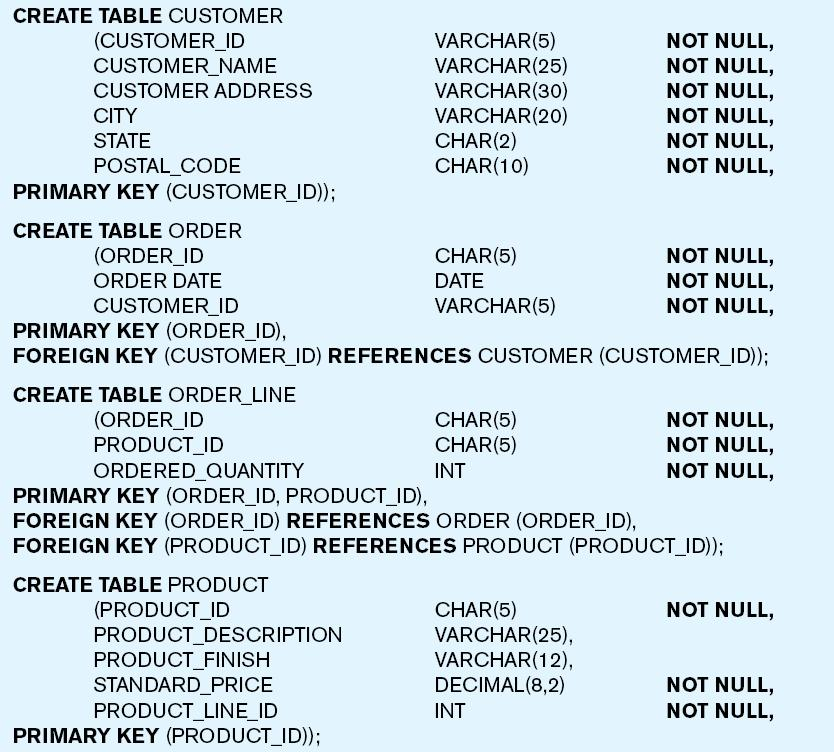 CREATE TABLE CUSTOMER
(CUSTOMER_ID VARCHAR(5) NOT NULL,
CUSTOMER_NAME VARCHAR(25) NOT NULL,
CUSTOMER ADDRESS VARCHAR(30) NOT NULL,
CITY VARCHAR(20) NOT NULL,
STATE CHAR(2) NOT NULL,
POSTAL_CODE CHAR(10) NOT NULL,
PRIMARY KEY (CUSTOMER_ID));
CREATE TABLE ORDER
(ORDER_ID CHAR(5) NOT NULL,
ORDER DATE DATE NOT NULL,
CUSTOMER_ID VARCHAR(5) NOT NULL,
PRIMARY KEY (ORDER_ID),
FOREIGN KEY (CUSTOMER_ID) REFERENCES CUSTOMER (CUSTOMER_ID));
CREATE TABLE ORDER_LINE
(ORDER_ID CHAR(5) NOT NULL,
PRODUCT_ID CHAR(5) NOT NULL,
ORDERED_QUANTITY INT NOT NULL,
PRIMARY KEY (ORDER_ID, PRODUCT_ID),
FOREIGN KEY (ORDER_ID) REFERENCES ORDER (ORDER_ID),
FOREIGN KEY (PRODUCT_ID) REFERENCES PRODUCT (PRODUCT_ID));
CREATE TABLE PRODUCT
(PRODUCT_ID CHAR(5) NOT NULL,
PRODUCT_DESCRIPTION VARCHAR(25),
PRODUCT_FINISH VARCHAR(12),
STANDARD_PRICE DECIMAL(8,2) NOT NULL,
PRODUCT_LINE_ID INT NOT NULL,
PRIMARY KEY (PRODUCT_ID));